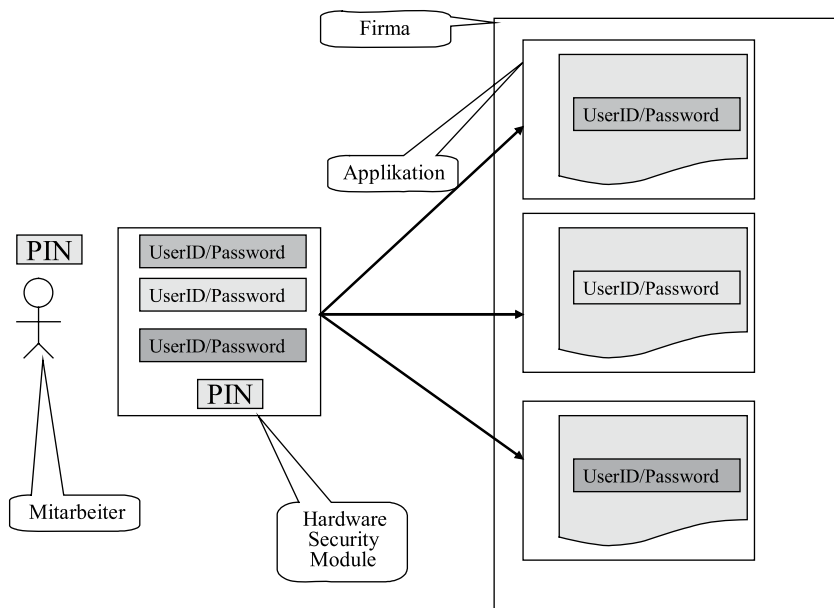 Firma
UserID/Password
Applikation
PIN
UserID/Password
UserID/Password
UserID/Password
UserID/Password
PIN
UserID/Password
Mitarbeiter
Hardware
Security
Module